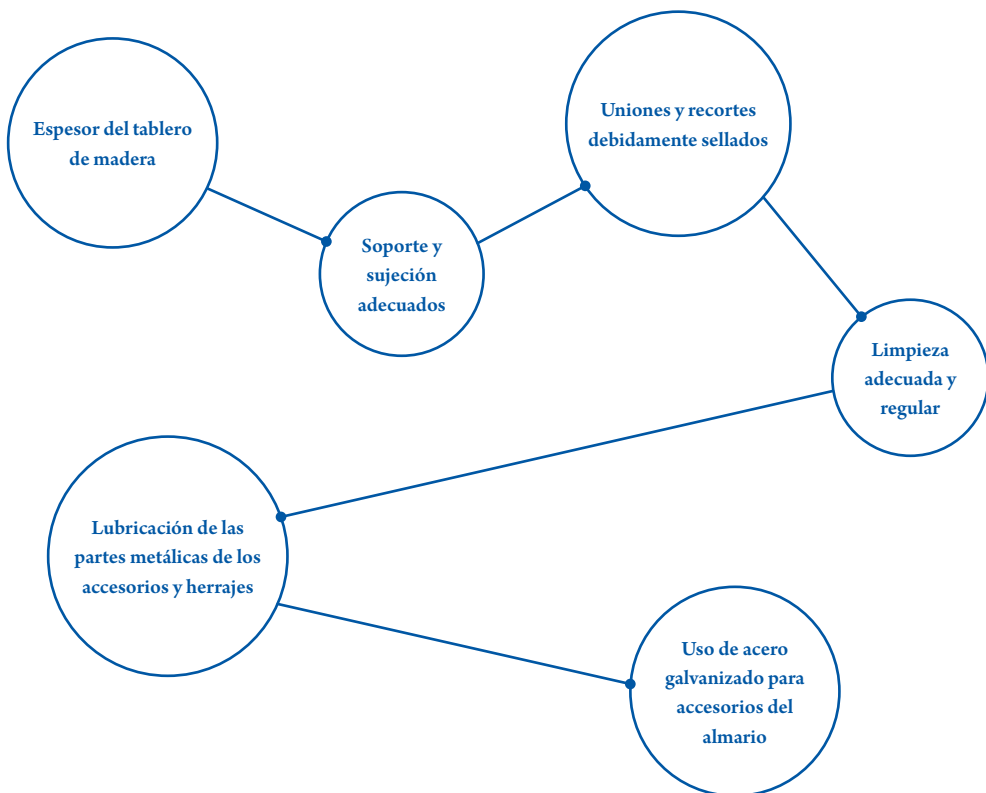 Espesor del tablero
de madera
Soporte y
sujeción
adecuados
Uniones y recortes
debidamente sellados
Limpieza
adecuada y
regular
Lubricación de las
partes metálicas de los
accesorios y herrajes
Uso de acero
galvanizado para
accesorios del
almario